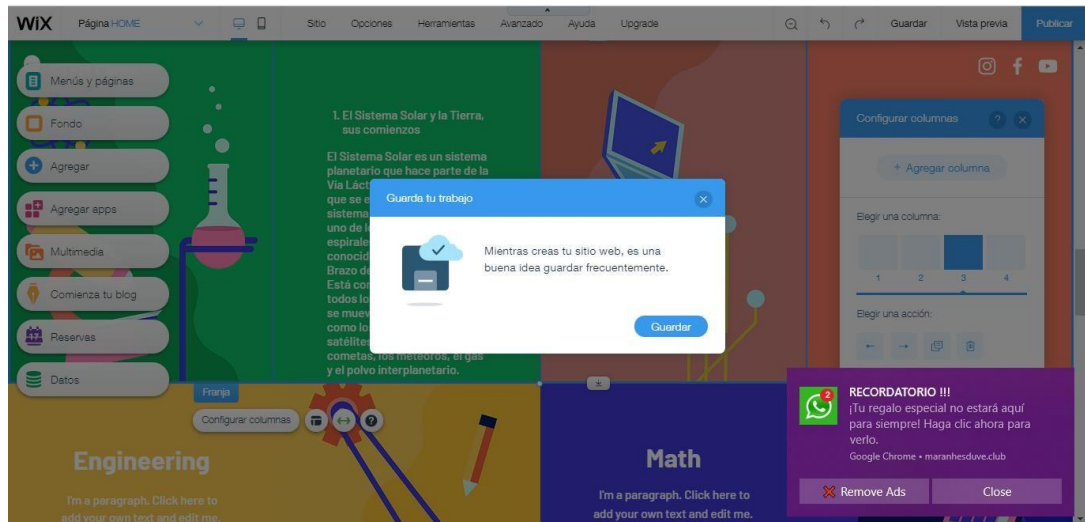 WiX Página HOME Sitio Opciones Herramientas Avanzado Ayuda Upgrade Guardar Vista previa Publicar
Menús y páginas
Fondo
Agregar
Agregar apps
Multimedia
Comienza tu blog
Reservas
Datos
1. El Sistema Solar y la Tierra,
sus comienzos
El Sistema Solar es un sistema
planetario que hace parte de la
Vía Láct
que se e
sistema
uno de l
espirale
conocid
Brazo de
Está co
todos lo
se muev
como lo
satélites
cometas, los meteoros, el gas
y el polvo interplanetario.
Guarda tu trabajo
Mientras creas tu sitio web, es una
buena idea guardar frecuentemente.
Guardar
Configurar columnas ?
+ Agregar columna
Elegir una columna:
1 2 3 4
Elegir una acción:
Franja
Configurar columnas ?
Engineering
I'm a paragraph. Click here to
add your own text and edit me.
Math
I'm a paragraph. Click here to
add your own text and edit me.
2
RECORDATORIO !!!
¡Tu regalo especial no estará aquí
para siempre! Haga clic ahora para
verlo.
Google Chrome • maranhesduve.club
Remove Ads Close